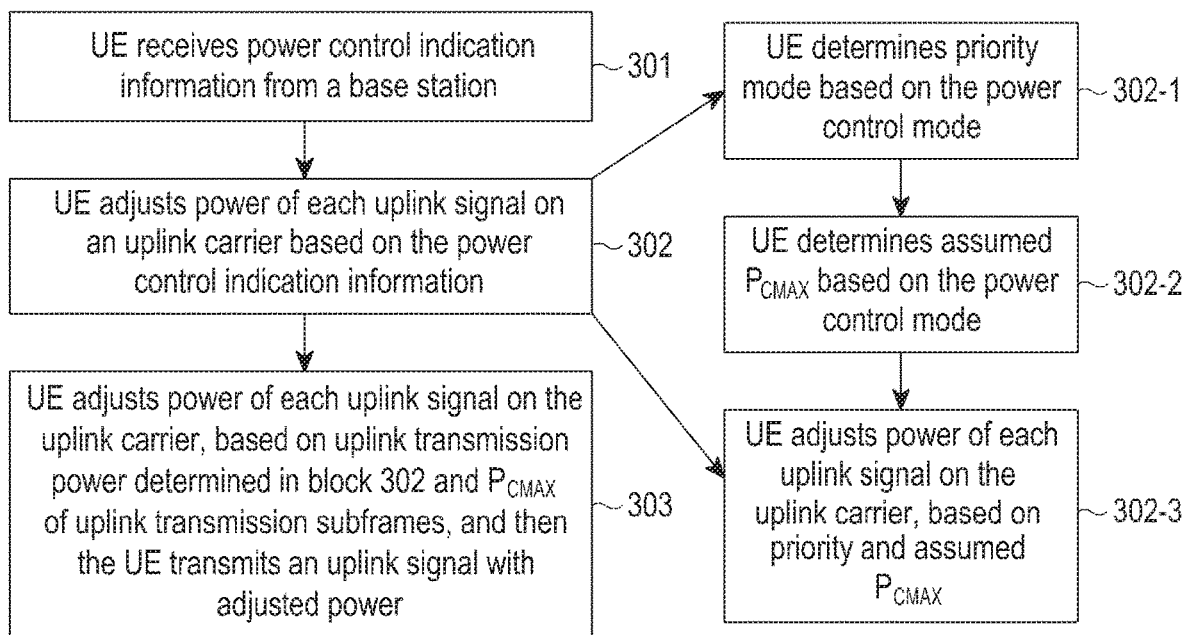 UE receives power control indication
information from a base station
301
UE adjusts power of each uplink signal on
an uplink carrier based on the power
control indication information
302
UE adjusts power of each uplink signal on the
uplink carrier, based on uplink transmission
power determined in block 302 and PCMAX
of uplink transmission subframes, and then
the UE transmits an uplink signal with
adjusted power
303
UE determines priority
mode based on the power
control mode
302-1
UE determines assumed
PCMAX based on the power
control mode
302-2
UE adjusts power of each
uplink signal on the
uplink carrier, based on
priority and assumed
PCMAX
302-3